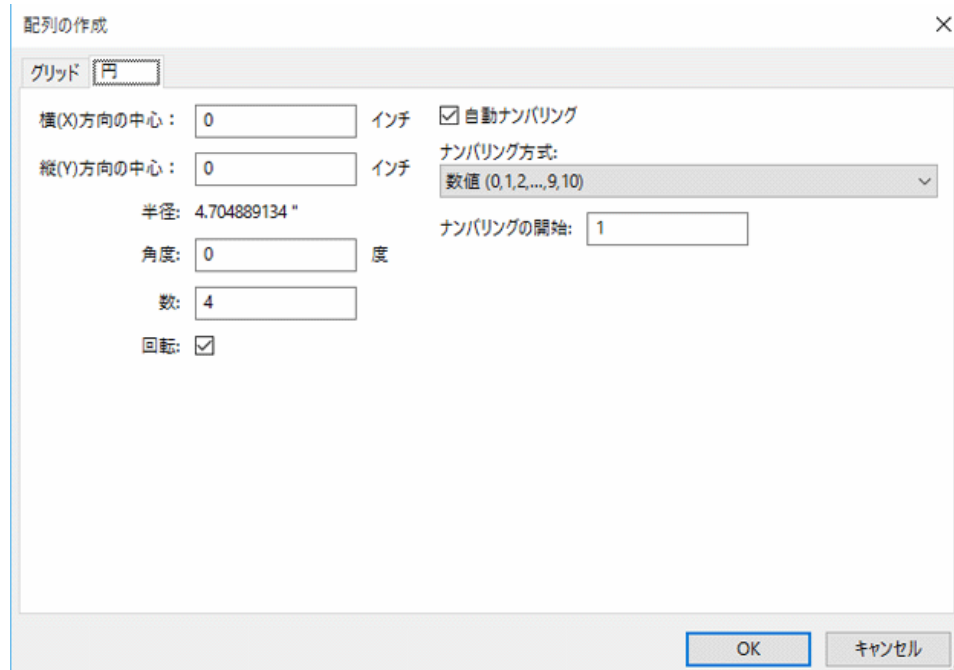 配列の作成
グリッド 円
横(X)方向の中心： 0 インチ
縦(Y)方向の中心： 0 インチ
半径: 4.704889134 "
角度: 0 度
数: 4
回転:
自動ナンバリング
ナンバリング方式:
数値 (0,1,2,...,9,10)
ナンバリングの開始: 1
OK キャンセル